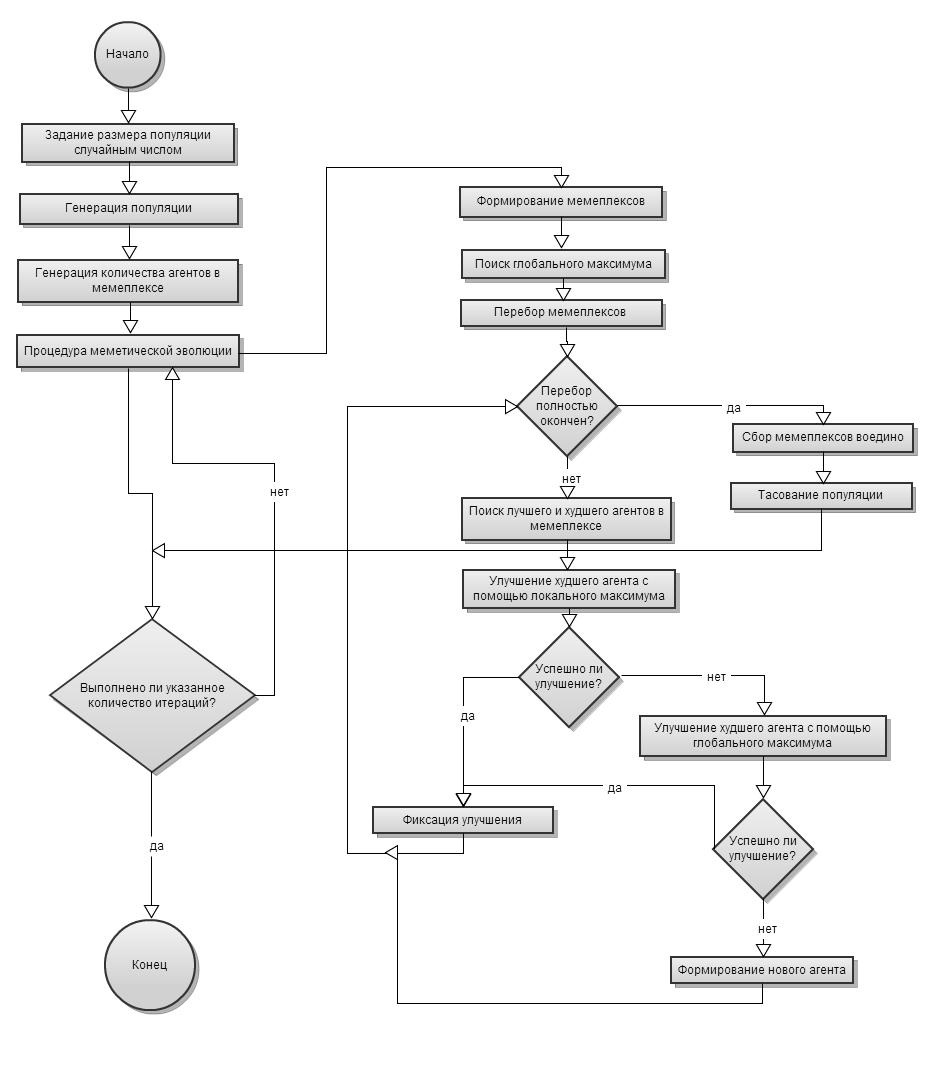 Начало
Задание размера популяции
случайным числом
Генерация популяции
Генерация количества агентов в
мемеплексе
Процедура меметической эволюции
Формирование мемеплексов
Поиск глобального максимума
Перебор мемеплексов
Перебор
полностью
окончен?
да
Сбор мемеплексов воедино
Тасование популяции
нет
Поиск лучшего и худшего агентов в
мемеплексе
Улучшение худшего агента с
помощью локального максимума
Успешно ли
улучшение?
нет
да
Улучшение худшего агента с помощью
глобального максимума
да
Фиксация улучшения
Успешно ли
улучшение?
нет
Формирование нового агента
нет
Выполнено ли указанное
количество итераций?
да
Конец